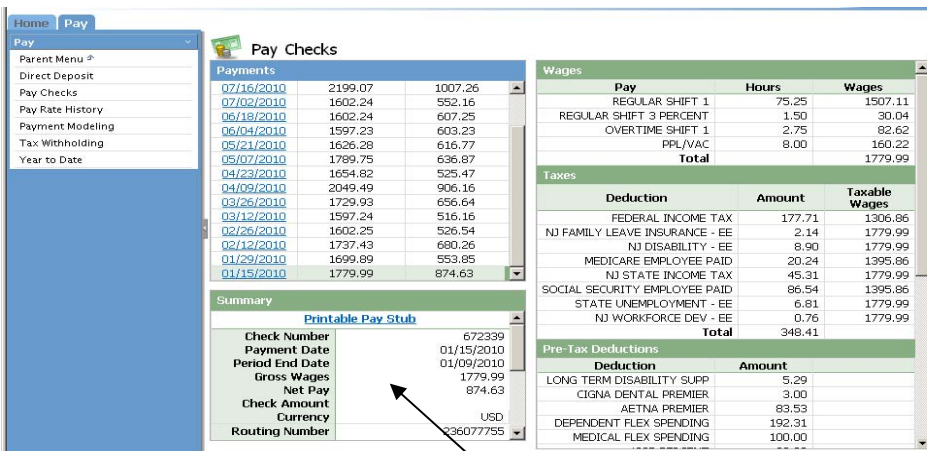 Home Pay
Pay
Parent Menu
Direct Deposit
Pay Checks
Pay Rate History
Payment Modeling
Tax Withholding
Year to Date
Pay Checks
Payments
07/16/2010 2199.07 1007.26
07/02/2010 1602.24 552.16
06/18/2010 1602.24 607.25
06/04/2010 1597.23 603.23
05/21/2010 1626.28 616.77
05/07/2010 1789.75 636.87
04/23/2010 1654.82 525.47
04/09/2010 2049.49 906.16
03/26/2010 1729.93 656.64
03/12/2010 1597.24 516.16
02/26/2010 1602.25 526.54
02/12/2010 1737.43 680.26
01/29/2010 1699.89 553.85
01/15/2010 1779.99 874.63
Summary
Printable Pay Stub
Check Number 672339
Payment Date 01/15/2010
Period End Date 01/09/2010
Gross Wages 1779.99
Net Pay 874.63
Check Amount
Currency USD
Routing Number 236077755
Wages
Pay Hours Wages
REGULAR SHIFT 1 75.25 1507.11
REGULAR SHIFT 3 PERCENT 1.50 30.04
OVERTIME SHIFT 1 2.75 82.62
PPL/VAC 8.00 160.22
Total 1779.99
Taxes
Deduction Amount Taxable Wages
FEDERAL INCOME TAX 177.71 1306.86
NJ FAMILY LEAVE INSURANCE - EE 2.14 1779.99
NJ DISABILITY - EE 8.90 1779.99
MEDICARE EMPLOYEE PAID 20.24 1395.86
NJ STATE INCOME TAX 45.31 1779.99
SOCIAL SECURITY EMPLOYEE PAID 86.54 1395.86
STATE UNEMPLOYMENT - EE 6.81 1779.99
NJ WORKFORCE DEV - EE 0.76 1779.99
Total 348.41
Pre-Tax Deductions
Deduction Amount
LONG TERM DISABILITY SUPP 5.29
CIGNA DENTAL PREMIER 3.00
AETNA PREMIER 83.53
DEPENDENT FLEX SPENDING 192.31
MEDICAL FLEX SPENDING 100.00